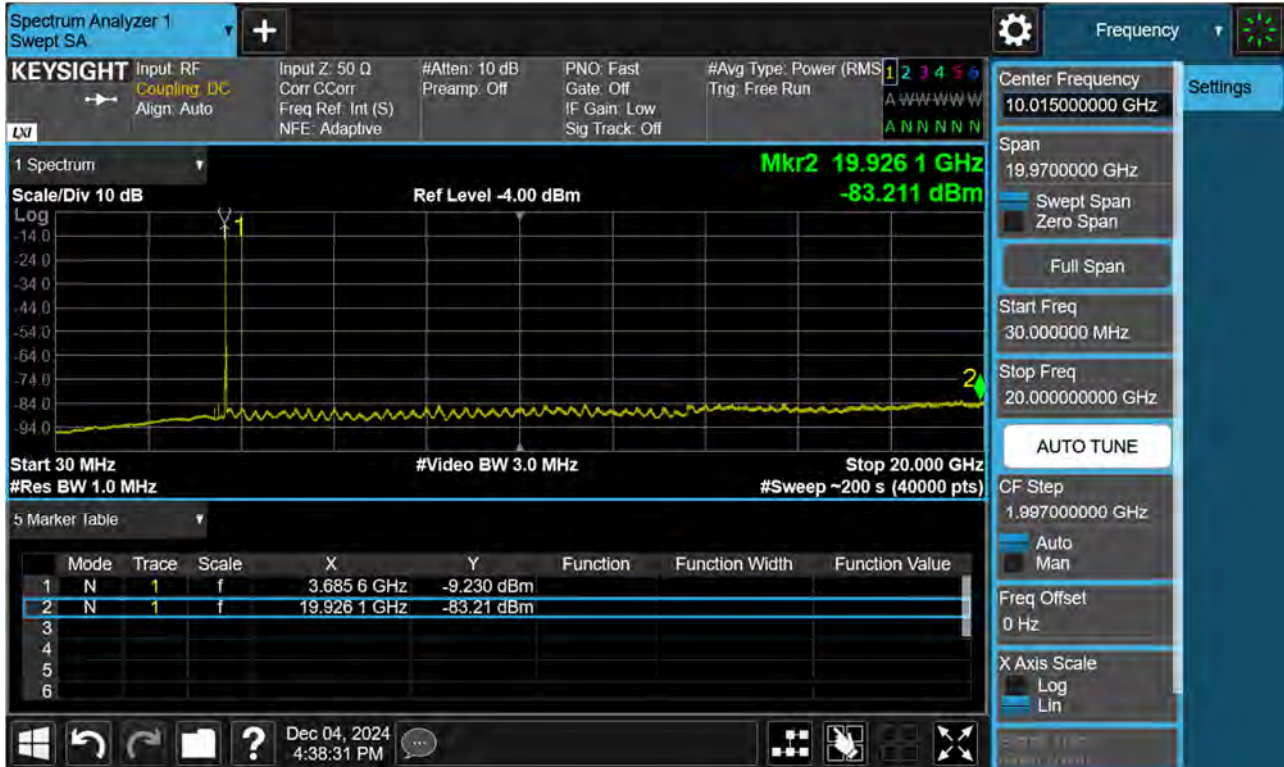 Spectrum Analyzer 1
Swept SA
Frequency
KEYSIGHT
LXI
Input: RF
Coupling: DC
Align: Auto
Input Z: 50 Ω
Corr CCorr
Freq Ref: Int (S)
NFE: Adaptive
#Atten: 10 dB
Preamp: Off
PNO: Fast
Gate: Off
IF Gain: Low
Sig Track: Off
#Avg Type: Power (RMS
Trig: Free Run
1 2 3 4 5 6
A W W W W W
A N N N N N
1 Spectrum
Mkr2 19.926 1 GHz
-83.211 dBm
Scale/Div 10 dB
Ref Level -4.00 dBm
Log
-14.0
-24.0
-34.0
-44.0
-54.0
-64.0
-74.0
-84.0
-94.0
1
2
Start 30 MHz
#Video BW 3.0 MHz
Stop 20.000 GHz
#Res BW 1.0 MHz
#Sweep ~200 s (40000 pts)
5 Marker Table
Mode Trace Scale X Y Function Function Width Function Value
1 N 1 f 3.685 6 GHz -9.230 dBm
2 N 1 f 19.926 1 GHz -83.21 dBm
3
4
5
6
Center Frequency
10.015000000 GHz
Settings
Span
19.9700000 GHz
Swept Span
Zero Span
Full Span
Start Freq
30.000000 MHz
Stop Freq
20.000000000 GHz
AUTO TUNE
CF Step
1.997000000 GHz
Auto
Man
Freq Offset
0 Hz
X Axis Scale
Log
Lin
?
Dec 04, 2024
4:38:31 PM